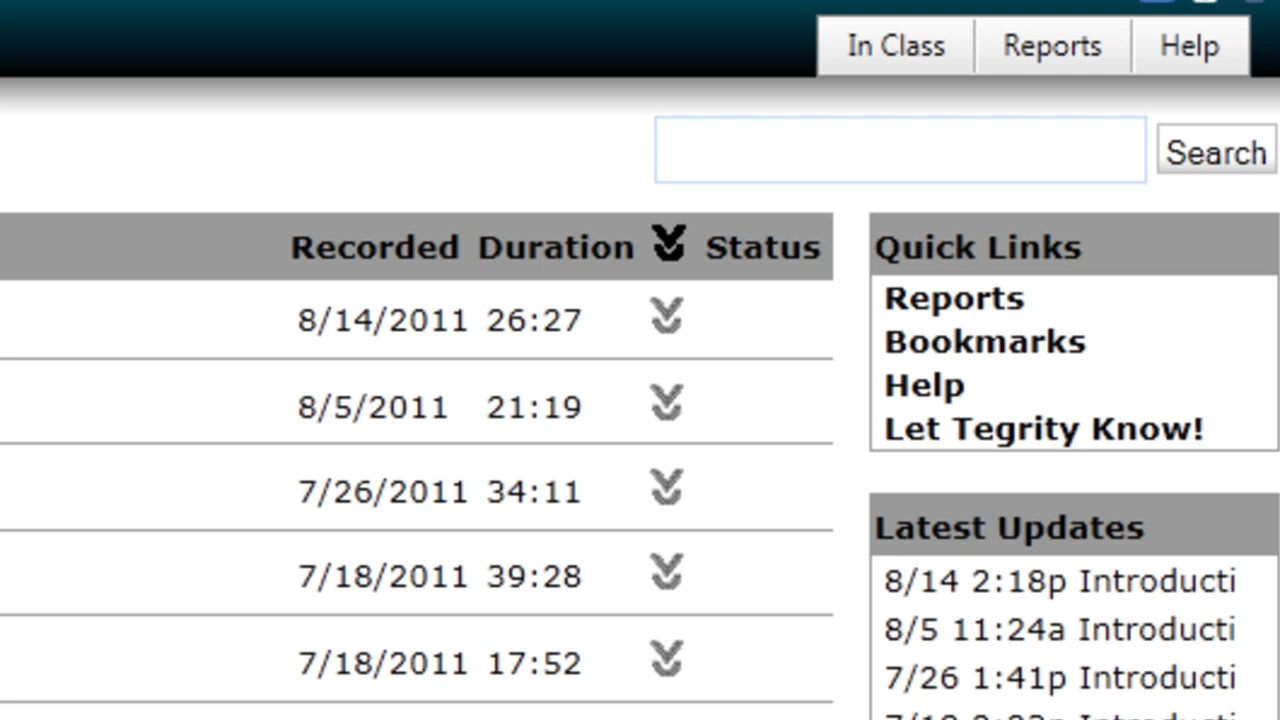 In Class Reports Help
Search
Recorded Duration Status
8/14/2011 26:27
8/5/2011 21:19
7/26/2011 34:11
7/18/2011 39:28
7/18/2011 17:52
Quick Links
Reports
Bookmarks
Help
Let Tegrity Know!
Latest Updates
8/14 2:18p Introducti
8/5 11:24a Introducti
7/26 1:41p Introducti